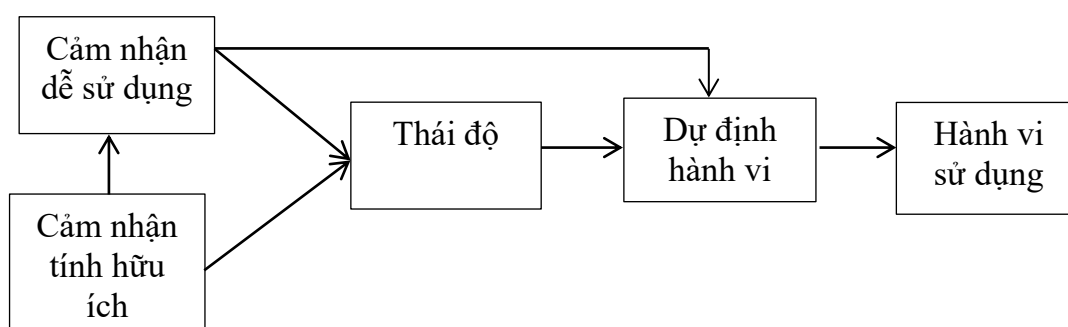 Cảm nhận
dễ sử dụng
Thái độ
Dự định
hành vi
Hành vi
sử dụng
Cảm nhận
tính hữu
ích